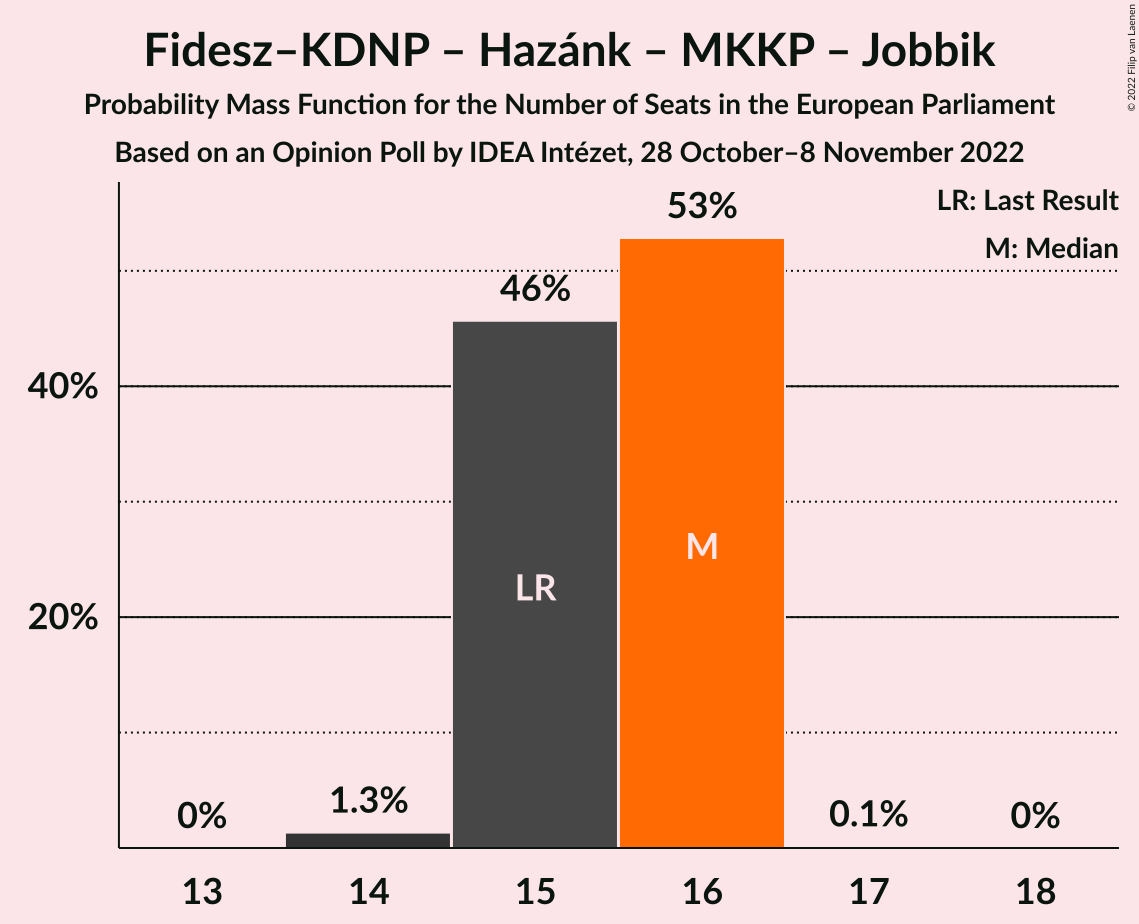 Fidesz–KDNP – Hazánk – MKKP – Jobbik
Probability Mass Function for the Number of Seats in the European Parliament
Based on an Opinion Poll by IDEA Intézet, 28 October–8 November 2022
© 2022 Filip van Laenen
LR: Last Result
M: Median
53%
46%
40%
M
LR
20%
0%
1.3%
0.1%
0%
13 14 15 16 17 18